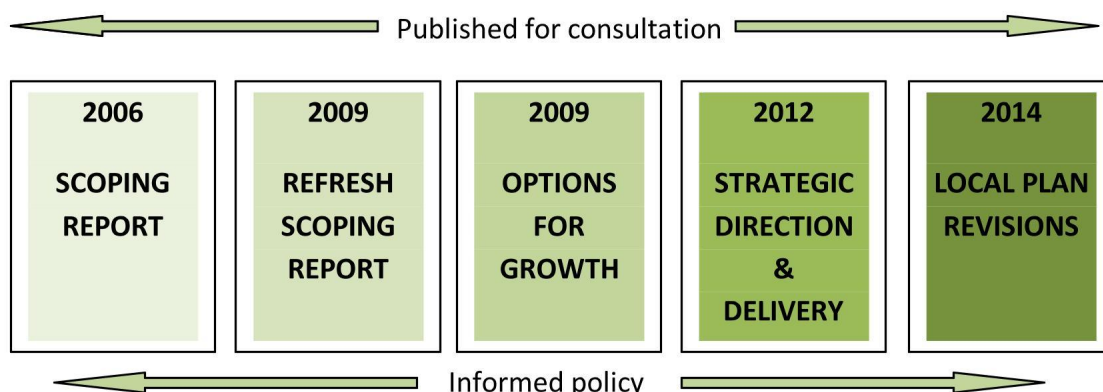 Published for consultation
2006
SCOPING
REPORT
2009
REFRESH
SCOPING
REPORT
2009
OPTIONS
FOR
GROWTH
2012
STRATEGIC
DIRECTION
&
DELIVERY
2014
LOCAL PLAN
REVISIONS
Informed policy